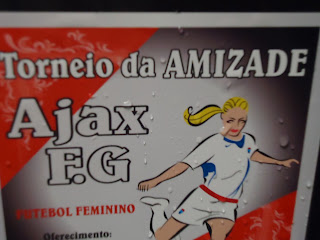 Torneio da AMIZADE
Ajax
F.G
FUTEBOL FEMININO
Oferecimento: